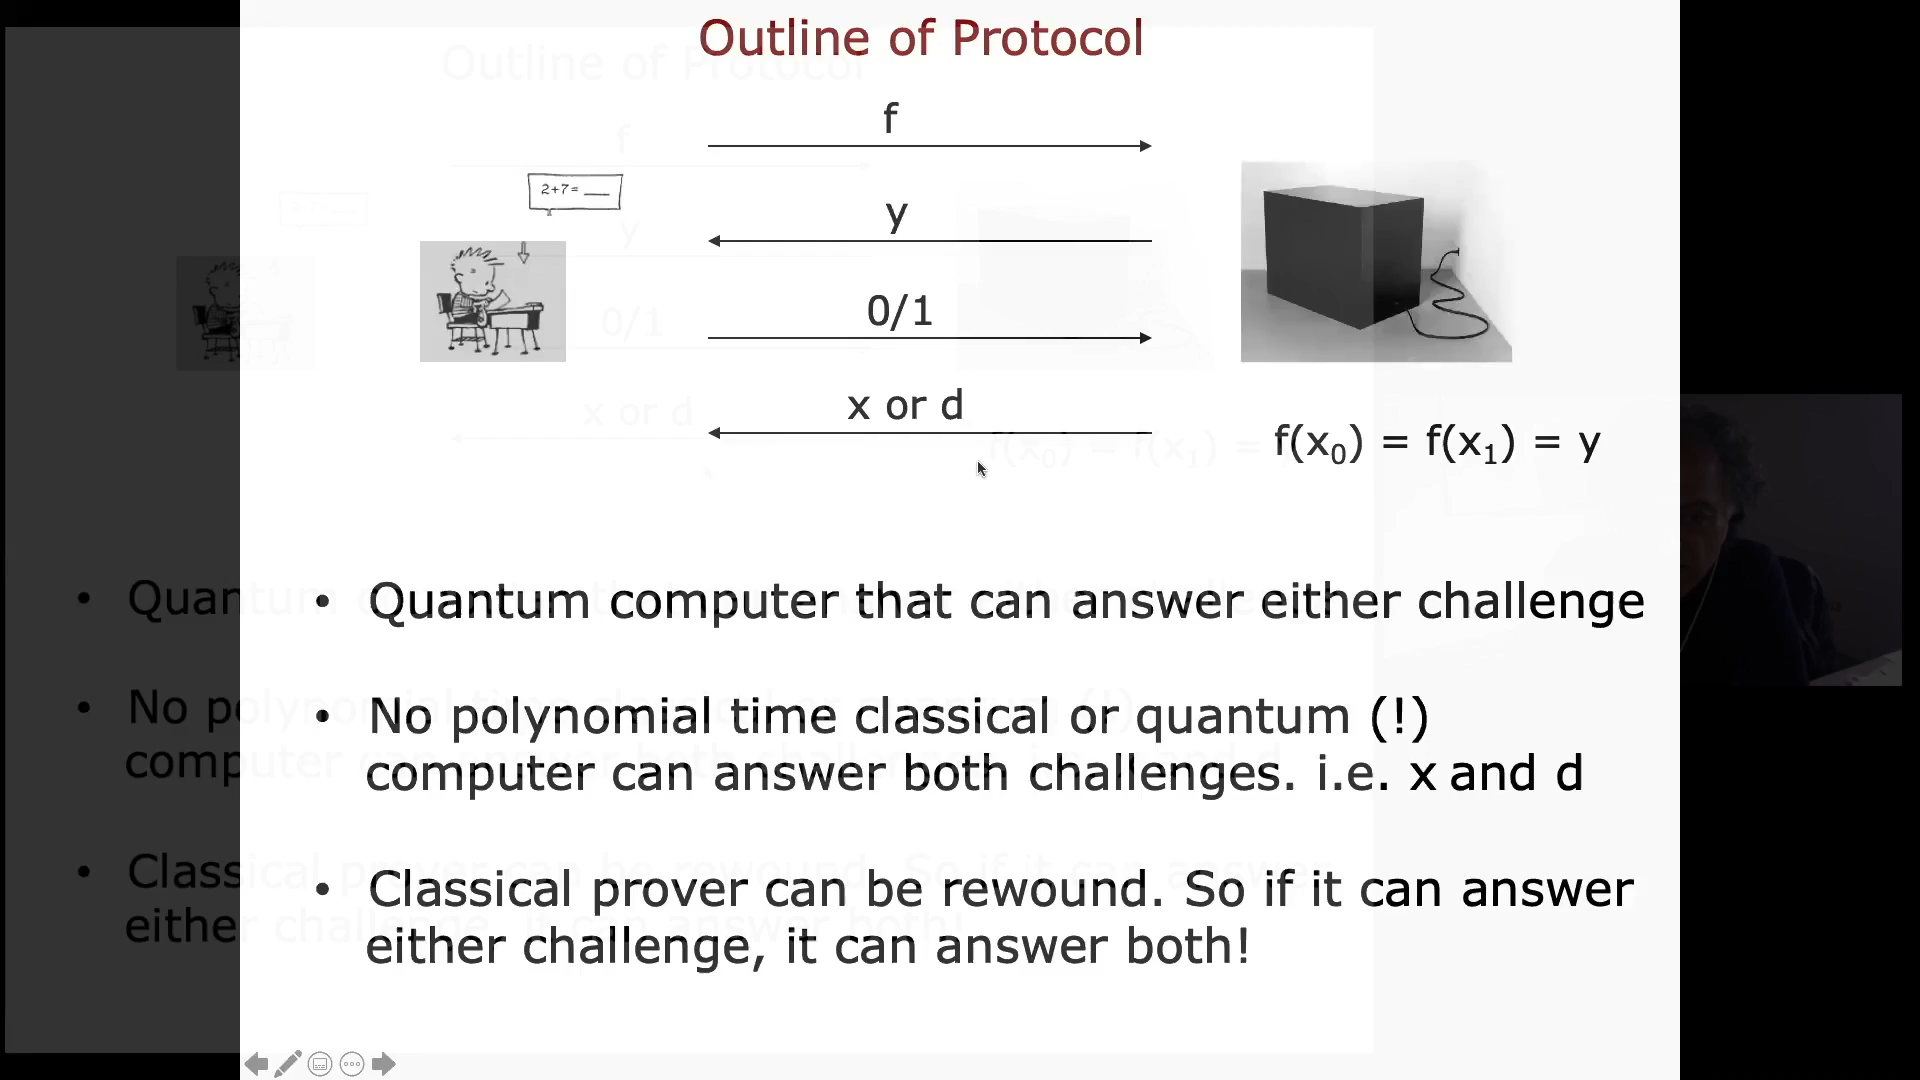 Outline of Protocol
f
2+7= __
y
0/1
x or d
f(x₀) = f(x₁) = y
• Quantum computer that can answer either challenge
• No polynomial time classical or quantum (!)
computer can answer both challenges. i.e. x and d
• Classical prover can be rewound. So if it can answer
either challenge, it can answer both!